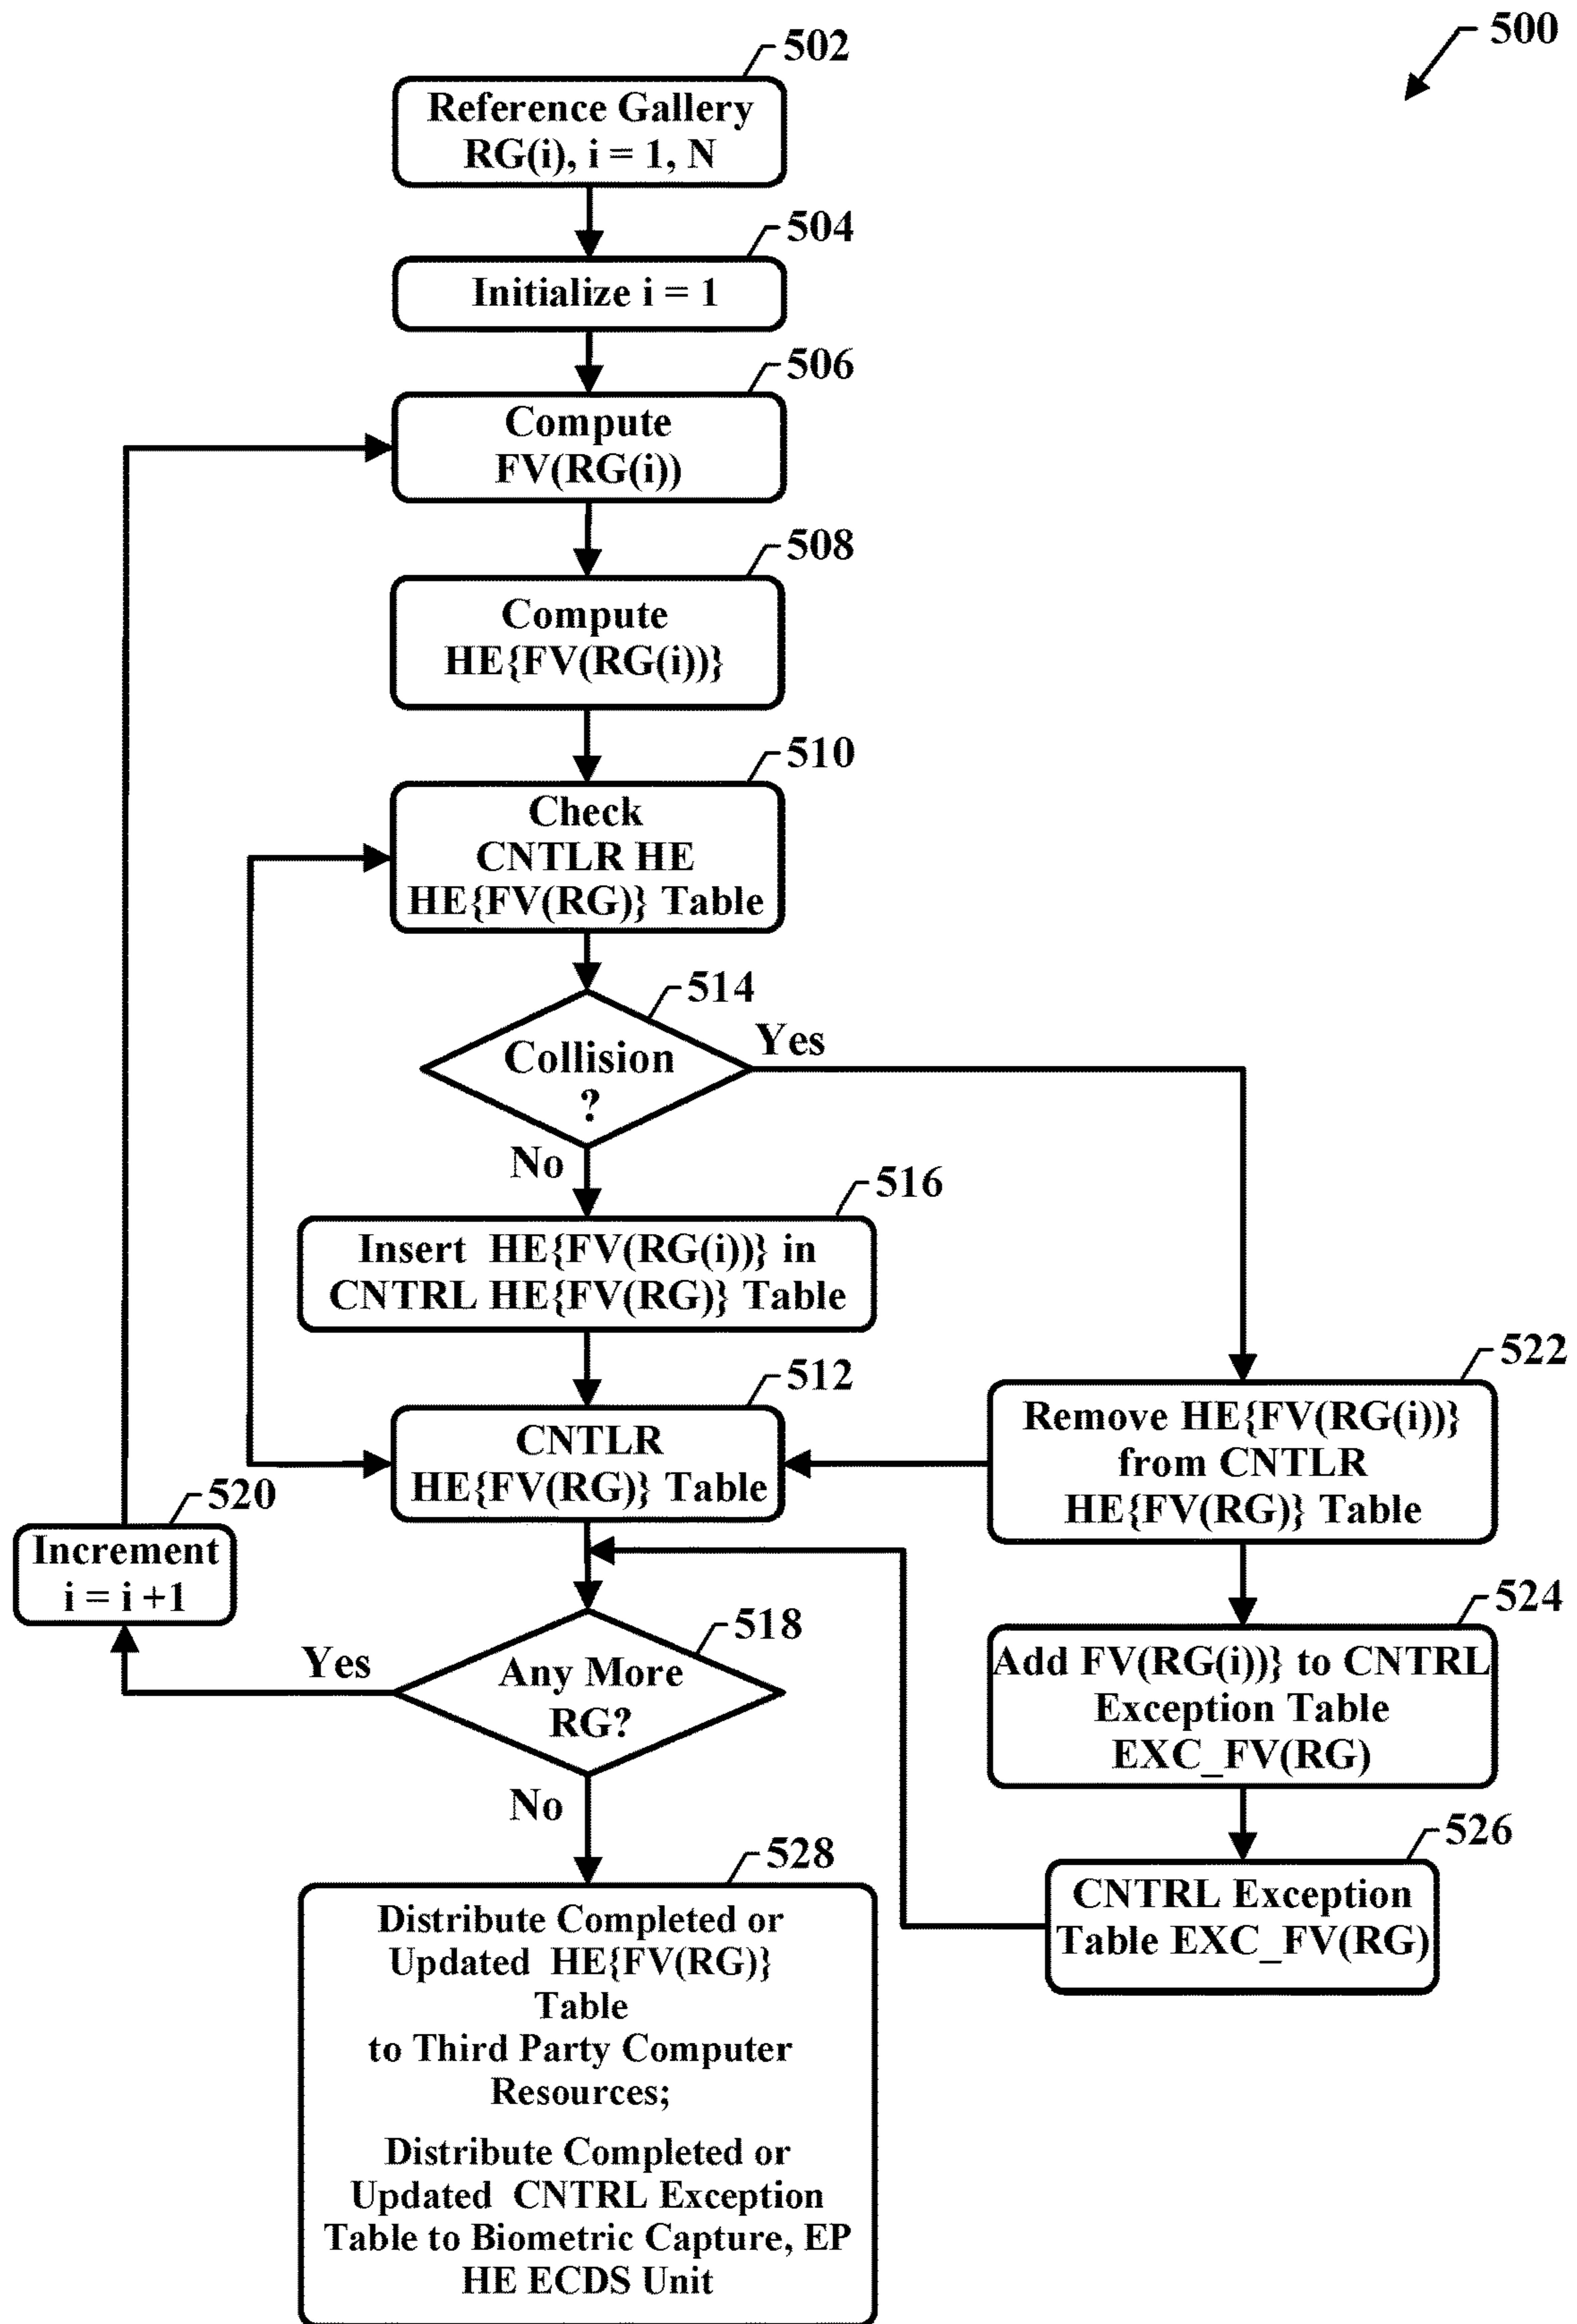 500
502
Reference Gallery
RG(i), i = 1, N
504
Initialize i = 1
506
Compute
FV(RG(i))
508
Compute
HE{FV(RG(i))}
510
Check
CNTLR HE
HE{FV(RG)} Table
514
Collision
?
Yes
No
516
Insert HE{FV(RG(i))} in
CNTRL HE{FV(RG)} Table
512
CNTLR
HE{FV(RG)} Table
522
Remove HE{FV(RG(i))}
from CNTLR
HE{FV(RG)} Table
520
Increment
i = i +1
518
Any More
RG?
Yes
No
524
Add FV(RG(i))} to CNTRL
Exception Table
EXC_FV(RG)
526
CNTRL Exception
Table EXC_FV(RG)
528
Distribute Completed or
Updated HE{FV(RG)}
Table
to Third Party Computer
Resources;
Distribute Completed or
Updated CNTRL Exception
Table to Biometric Capture, EP
HE ECDS Unit